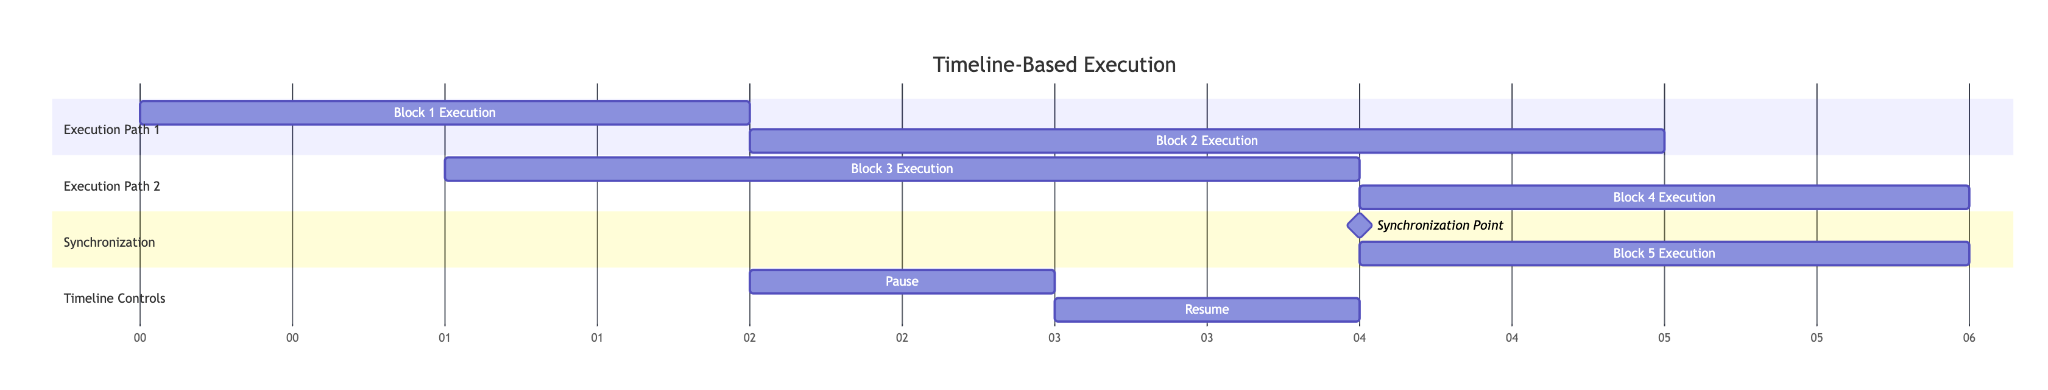 Timeline-Based Execution
Execution Path 1
Block 1 Execution
Block 2 Execution
Execution Path 2
Block 3 Execution
Block 4 Execution
Synchronization
Synchronization Point
Block 5 Execution
Timeline Controls
Pause
Resume
00 00 01 01 02 02 03 03 04 04 05 05 06